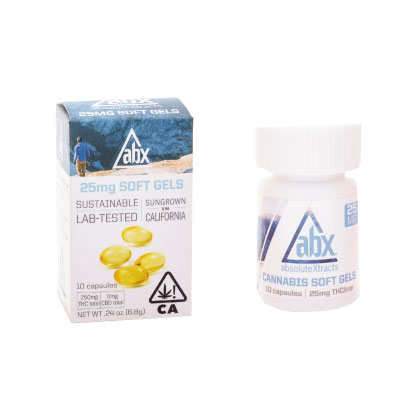 abx
absoluteXtracts
25MG SOFT GELS
abx
25mg SOFT GELS
SUSTAINABLE
LAB-TESTED
SUNGROWN
IN
CALIFORNIA
10 capsules
250mg
THC total
0mg
CBD total
NET WT. .24 oz (6.8g)
CA
25
abx
absoluteXtracts
CANNABIS SOFT GELS
10 capsules
25mg THC/cap